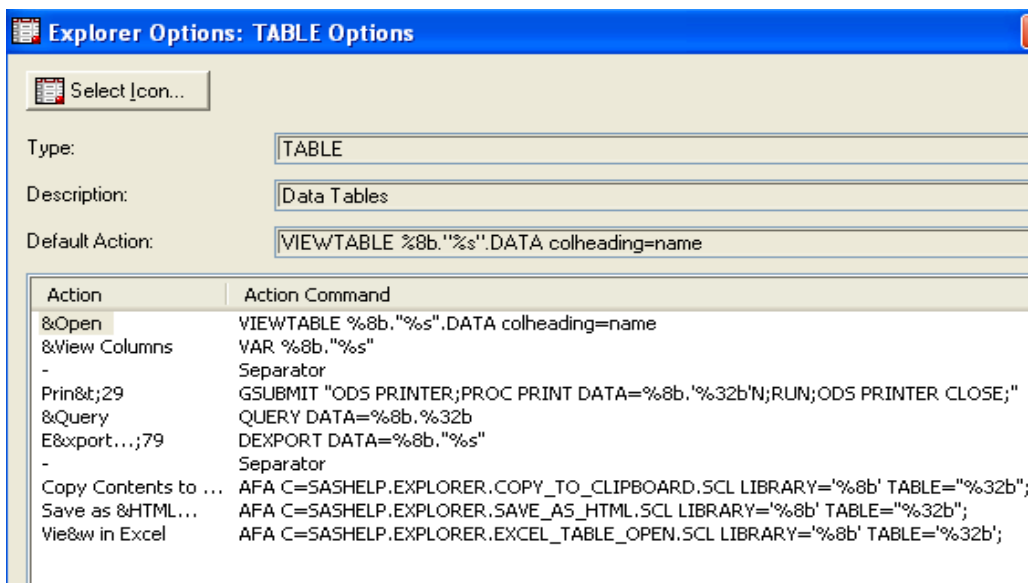 Explorer Options: TABLE Options
Select Icon...
Type: TABLE
Description: Data Tables
Default Action: VIEWTABLE %8b."%s".DATA colheading=name
Action Action Command
&Open VIEWTABLE %8b."%s".DATA colheading=name
&View Columns VAR %8b."%s"
- Separator
Prin&t;29 GSUBMIT "ODS PRINTER;PROC PRINT DATA=%8b.'%32b'N;RUN;ODS PRINTER CLOSE;"
&Query QUERY DATA=%8b.%32b
E&xport...;79 DEXPORT DATA=%8b."%s"
- Separator
Copy Contents to ... AFA C=SASHELP.EXPLORER.COPY_TO_CLIPBOARD.SCL LIBRARY='%8b' TABLE="%32b";
Save as &HTML... AFA C=SASHELP.EXPLORER.SAVE_AS_HTML.SCL LIBRARY='%8b' TABLE="%32b";
Vie&w in Excel AFA C=SASHELP.EXPLORER.EXCEL_TABLE_OPEN.SCL LIBRARY='%8b' TABLE='%32b';